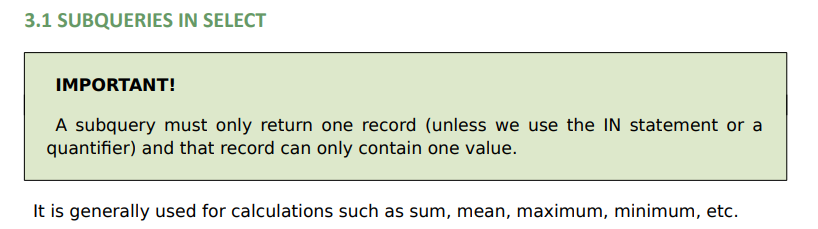 3.1 SUBQUERIES IN SELECT
IMPORTANT!
A subquery must only return one record (unless we use the IN statement or a
quantifier) and that record can only contain one value.
It is generally used for calculations such as sum, mean, maximum, minimum, etc.